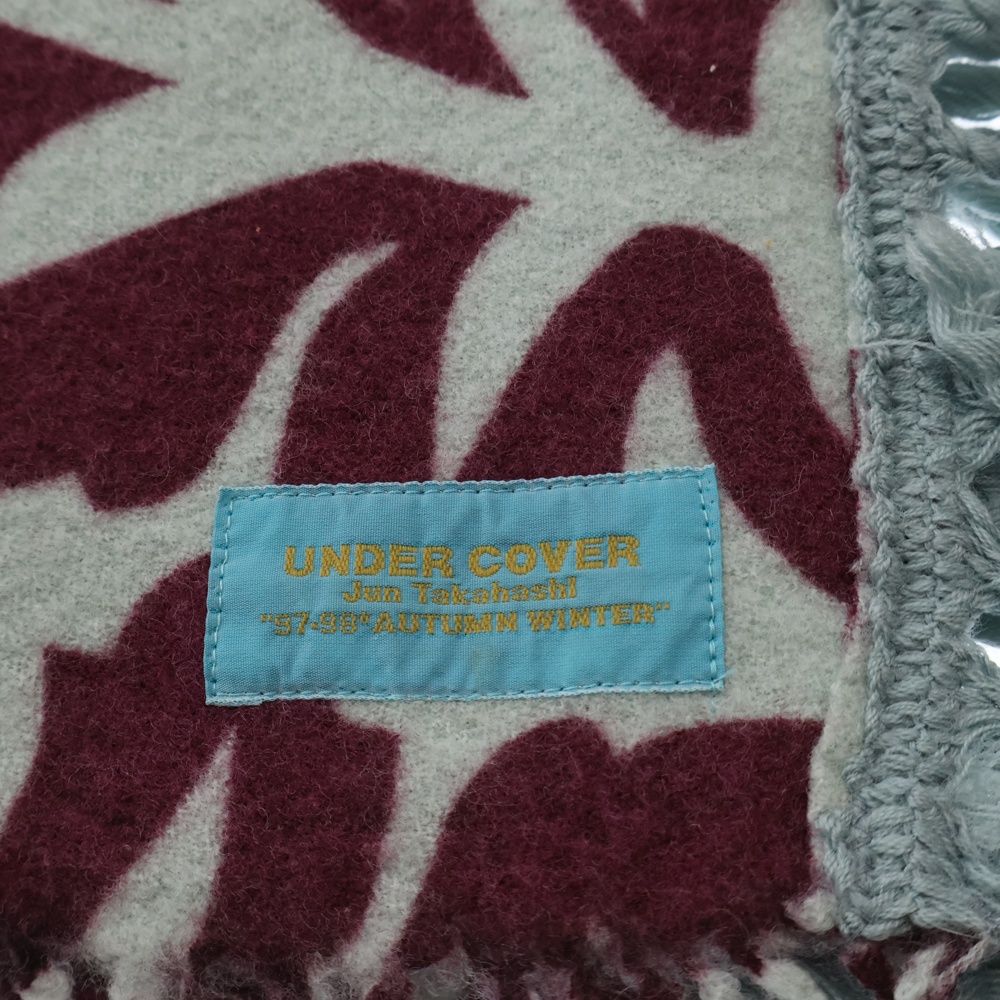 UNDER COVER
Jun Takahashi
"97-98"AUTUMN WINTER"